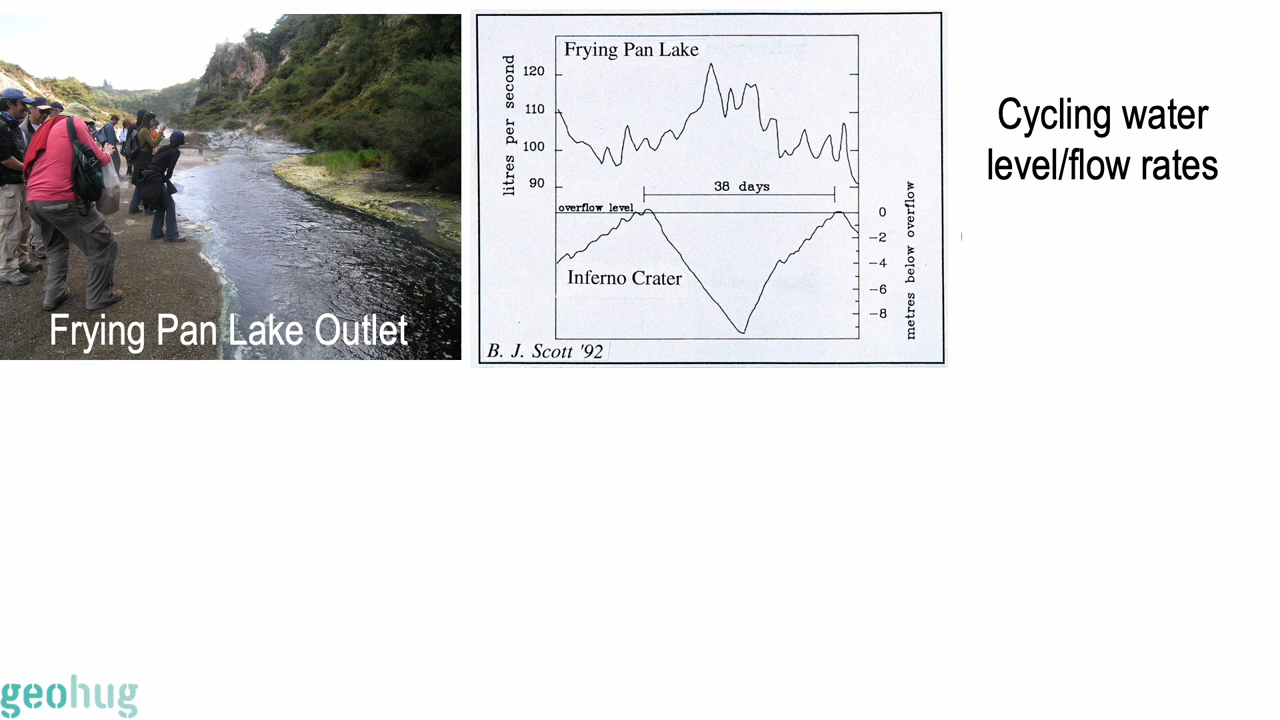 Frying Pan Lake Outlet
Frying Pan Lake
litres per second
120
110
100
90
38 days
overflow level
0
-2
-4
-6
-8
metres below overflow
Inferno Crater
B. J. Scott '92
Cycling water
level/flow rates
geohug